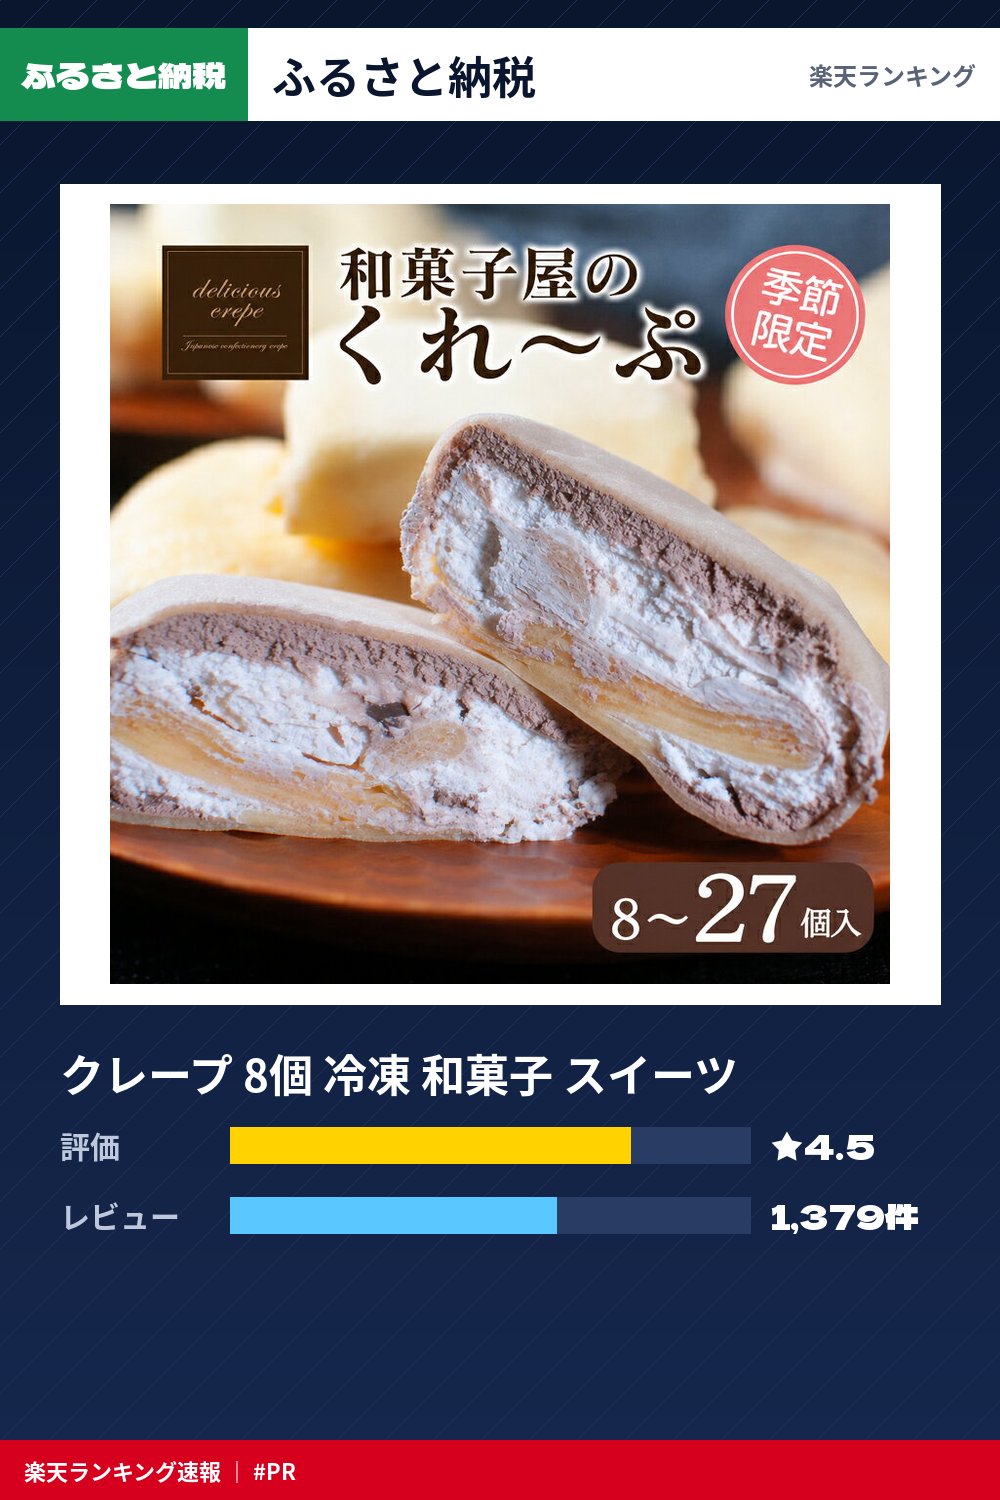 ふるさと納税
ふるさと納税
楽天ランキング
delicious
crepe
Japanese confectionery crepe
和菓子屋の
くれ〜ぷ
季節
限定
8〜27個入
クレープ 8個 冷凍 和菓子 スイーツ
評価
★4.5
レビュー
1,379件
楽天ランキング速報｜#PR